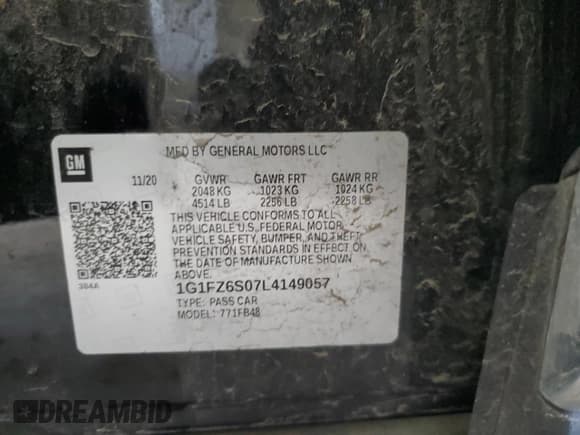 GM
MFD BY GENERAL MOTORS LLC
11/20 GVWR GAWR FRT GAWR RR
2048 KG 1023 KG 1024 KG
4514 LB 2256 LB 2258 LB
THIS VEHICLE CONFORMS TO ALL
APPLICABLE U.S. FEDERAL MOTOR
VEHICLE SAFETY, BUMPER, AND THEFT
PREVENTION STANDARDS IN EFFECT ON
THE DATE OF MANUFACTURE SHOWN
ABOVE.
384A
1G1FZ6S07L4149057
TYPE: PASS CAR
MODEL: 771FB48
DREAMBID